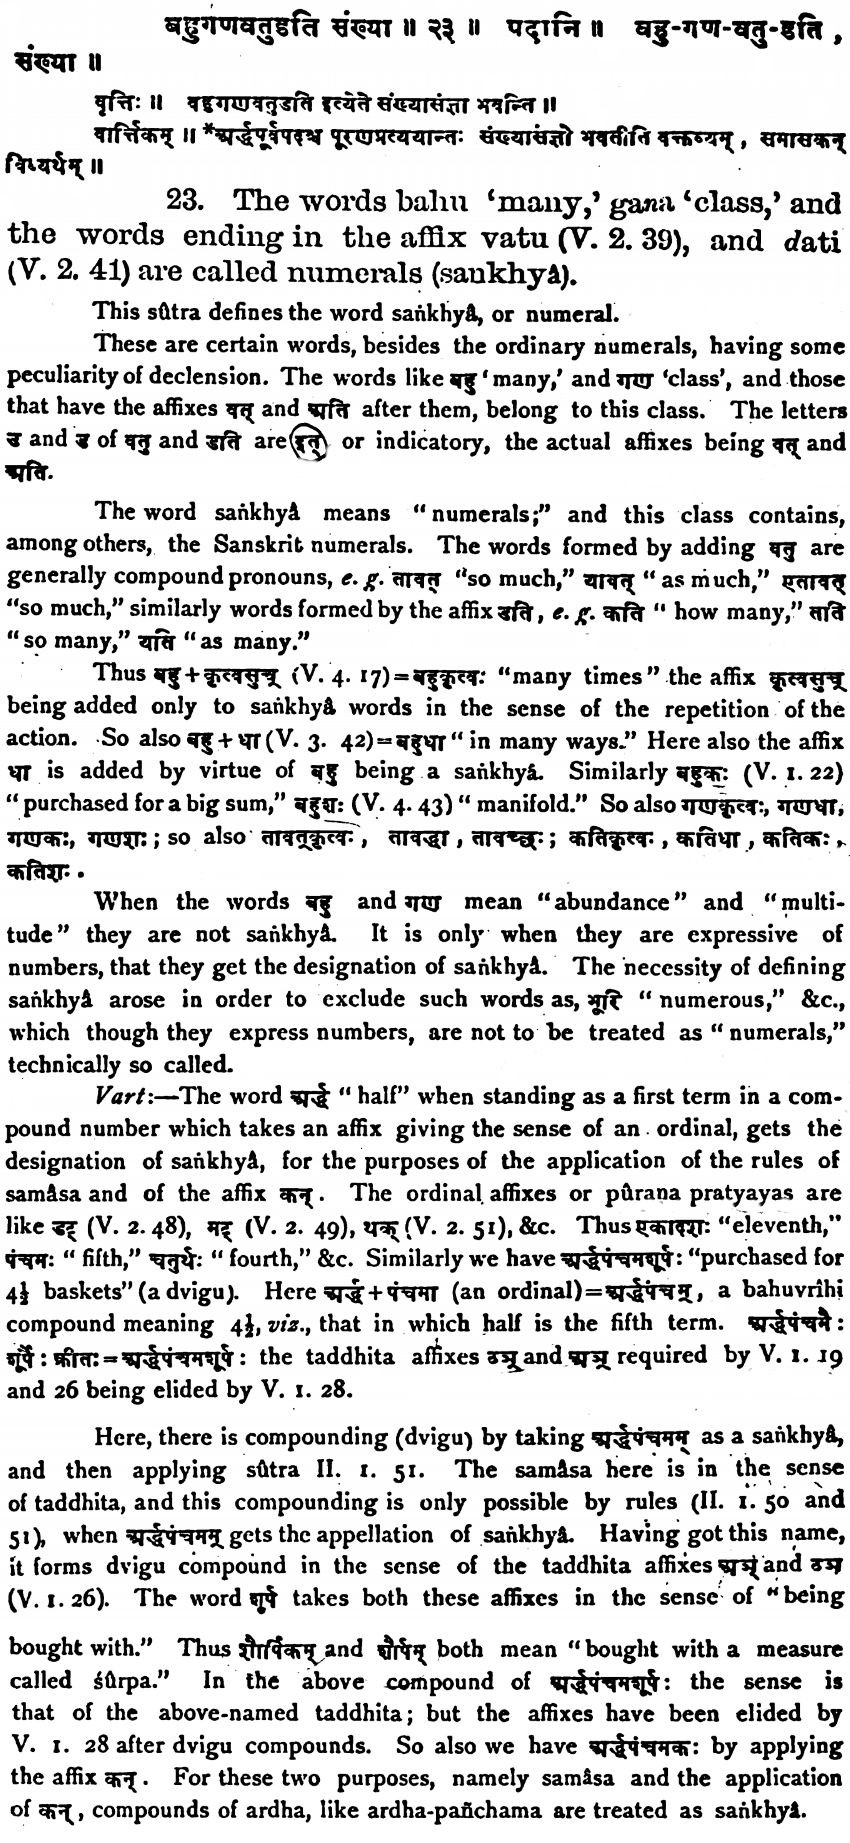 बहुगणवतुडति संख्या ॥ २३ ॥ पदानि ॥ वहु-गण-वतु-डति ,
संख्या ॥
वृत्तिः ॥ वहुगणवतुडति इत्येते संख्यासंज्ञा भवन्ति ॥
वार्त्तिकम् ॥ *अर्द्धपूर्वपदश्च पूरणप्रत्ययान्तः संख्यासंज्ञो भवतीति वक्तव्यम् , समासकन्
विध्यर्थम् ॥
23. The words bahu ‘many,’ gana ‘class,’ and
the words ending in the affix vatu (V. 2. 39), and dati
(V. 2. 41) are called numerals (sankhyâ).
This sûtra defines the word saṅkhyâ, or numeral.
These are certain words, besides the ordinary numerals, having some
peculiarity of declension. The words like बहु ‘many,’ and गण ‘class’, and those
that have the affixes वत् and अति after them, belong to this class. The letters
उ and ड of वतु and डति are इत् or indicatory, the actual affixes being वत् and
अति.
The word saṅkhyâ means “numerals;” and this class contains,
among others, the Sanskrit numerals. The words formed by adding वतु are
generally compound pronouns, e. g. तावत् “so much,” यावत् “as much,” एतावत्
“so much,” similarly words formed by the affix डति, e. g. कति “how many,” तति
“so many,” यति “as many.”
Thus बहु + कृत्वसुच् (V. 4. 17)=बहुकृत्वः “many times” the affix कृत्वसुच्
being added only to saṅkhyâ words in the sense of the repetition of the
action. So also बहु + धा (V. 3. 42)=बहुधा “in many ways.” Here also the affix
धा is added by virtue of बहु being a saṅkhyâ. Similarly बहुकः (V. 1. 22)
“purchased for a big sum,” बहुशः (V. 4. 43) “manifold.” So also गणकृत्वः, गणधा,
गणकः, गणशः ; so also तावत्कृत्वः , तावद्धा , तावच्छः ; कतिकृत्वः , कतिधा , कतिकः ,
कतिशः .
When the words बहु and गण mean “abundance” and “multi-
tude” they are not saṅkhyâ. It is only when they are expressive of
numbers, that they get the designation of saṅkhyâ. The necessity of defining
saṅkhyâ arose in order to exclude such words as, भूरि “numerous,” &c.,
which though they express numbers, are not to be treated as “numerals,”
technically so called.
Vart:—The word अर्द्ध “half” when standing as a first term in a com-
pound number which takes an affix giving the sense of an ordinal, gets the
designation of saṅkhyâ, for the purposes of the application of the rules of
samâsa and of the affix कन् . The ordinal affixes or pûraṇa pratyayas are
like डट् (V. 2. 48), मट् (V. 2. 49), थक् (V. 2. 51), &c. Thus एकादशः “eleventh,”
पंचमः “fifth,” चतुर्थः “fourth,” &c. Similarly we have अर्द्धपंचमशूर्पः “purchased for
4½ baskets” (a dvigu). Here अर्द्ध + पंचमा (an ordinal)=अर्द्धपंचम्, a bahuvrîhi
compound meaning 4½, viz., that in which half is the fifth term. अर्द्धपंचमैः
शूर्पैः क्रीतः=अर्द्धपंचमशूर्पः the taddhita affixes ठञ् and अञ् required by V. 1. 19
and 26 being elided by V. 1. 28.
Here, there is compounding (dvigu) by taking अर्द्धपंचमम् as a saṅkhyâ,
and then applying sûtra II. 1. 51. The samâsa here is in the sense
of taddhita, and this compounding is only possible by rules (II. 1. 50 and
51), when अर्द्धपंचमम् gets the appellation of saṅkhyâ. Having got this name,
it forms dvigu compound in the sense of the taddhita affixes अञ् and ठञ
(V. 1. 26). The word शूर्प takes both these affixes in the sense of “being
bought with.” Thus शौर्पिकम् and शौर्पम् both mean “bought with a measure
called śûrpa.” In the above compound of अर्द्धपंचमशूर्पः the sense is
that of the above-named taddhita; but the affixes have been elided by
V. 1. 28 after dvigu compounds. So also we have अर्द्धपंचमकः by applying
the affix कन् . For these two purposes, namely samâsa and the application
of कन् , compounds of ardha, like ardha-pañchama are treated as saṅkhyâ.